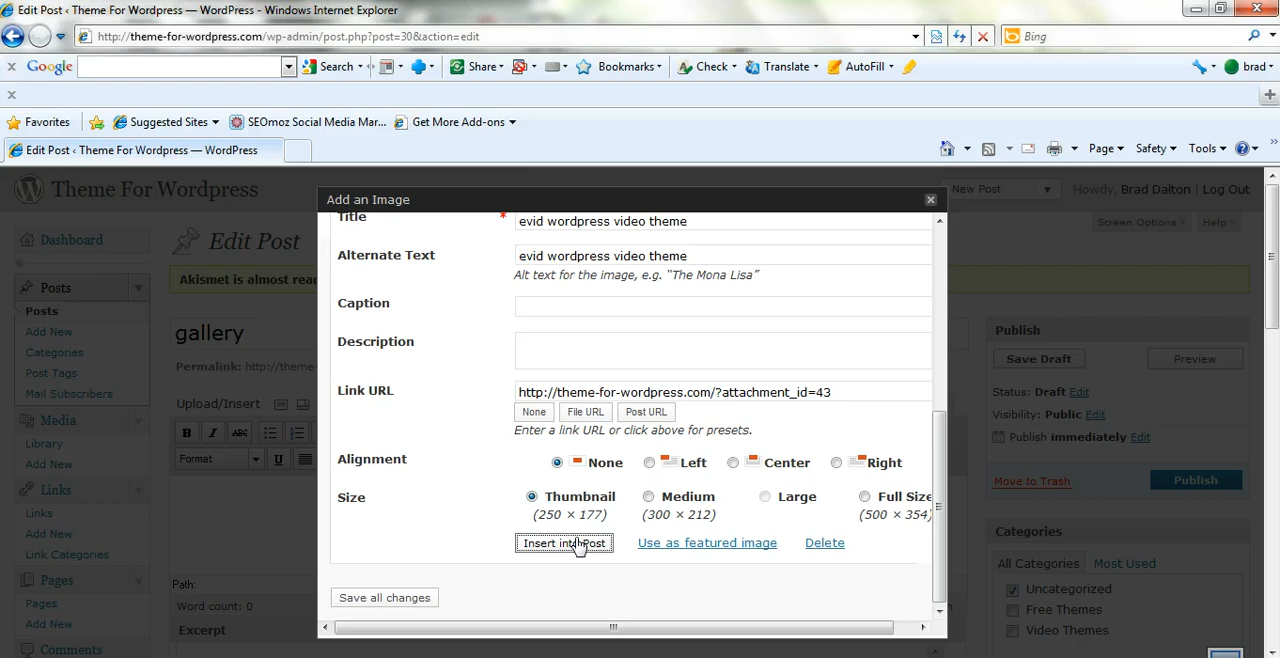 Edit Post ‹ Theme For Wordpress — WordPress - Windows Internet Explorer
http://theme-for-wordpress.com/wp-admin/post.php?post=30&action=edit
Bing
Google
Search
Share
Bookmarks
Check
Translate
AutoFill
brad
Favorites
Suggested Sites
SEOmoz Social Media Mar...
Get More Add-ons
Edit Post ‹ Theme For Wordpress — WordPress
Page
Safety
Tools
Theme For Wordpress
New Post
Howdy, Brad Dalton | Log Out
Add an Image
Dashboard
Edit Post
Screen Options
Help
Akismet is almost
Posts
Posts
Add New
Categories
Post Tags
Mail Subscribers
Media
Library
Add New
Links
Links
Add New
Link Categories
Pages
Pages
Add New
Comments
gallery
Permalink: http://theme-
Upload/Insert
B I ABC
Format
U
Path:
Word count: 0
Excerpt
Title * evid wordpress video theme
Alternate Text evid wordpress video theme
Alt text for the image, e.g. “The Mona Lisa”
Caption
Description
Link URL http://theme-for-wordpress.com/?attachment_id=43
None File URL Post URL
Enter a link URL or click above for presets.
Alignment None Left Center Right
Size Thumbnail Medium Large Full Size
(250 × 177) (300 × 212) (500 × 354)
Insert into Post Use as featured image Delete
Save all changes
Publish
Save Draft Preview
Status: Draft Edit
Visibility: Public Edit
Publish immediately Edit
Move to Trash Publish
Categories
All Categories Most Used
Uncategorized
Free Themes
Video Themes